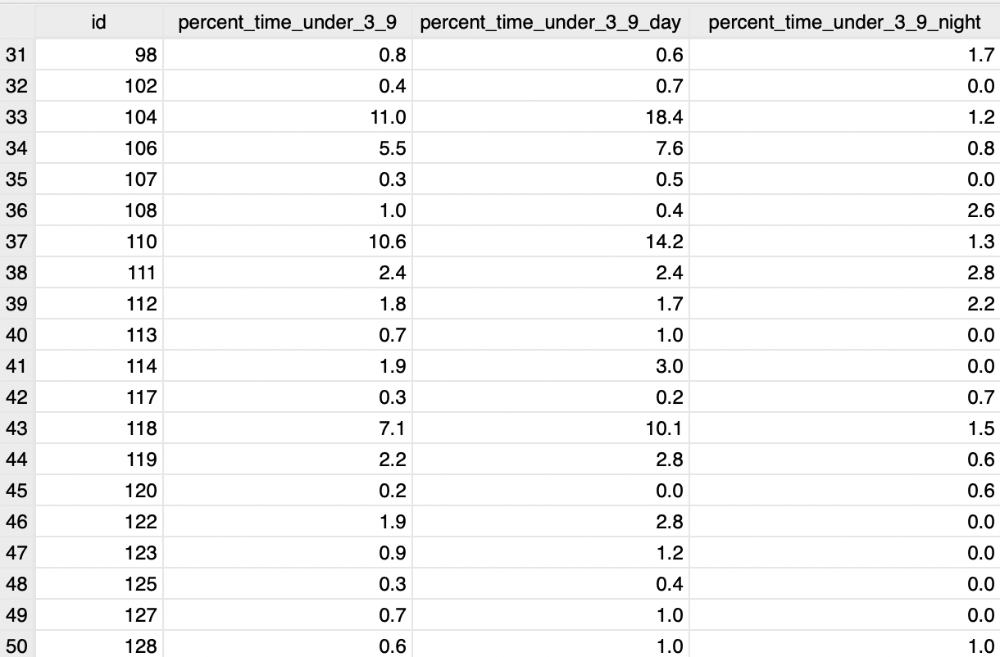 id percent_time_under_3_9 percent_time_under_3_9_day percent_time_under_3_9_night
31 98 0.8 0.6 1.7
32 102 0.4 0.7 0.0
33 104 11.0 18.4 1.2
34 106 5.5 7.6 0.8
35 107 0.3 0.5 0.0
36 108 1.0 0.4 2.6
37 110 10.6 14.2 1.3
38 111 2.4 2.4 2.8
39 112 1.8 1.7 2.2
40 113 0.7 1.0 0.0
41 114 1.9 3.0 0.0
42 117 0.3 0.2 0.7
43 118 7.1 10.1 1.5
44 119 2.2 2.8 0.6
45 120 0.2 0.0 0.6
46 122 1.9 2.8 0.0
47 123 0.9 1.2 0.0
48 125 0.3 0.4 0.0
49 127 0.7 1.0 0.0
50 128 0.6 1.0 1.0